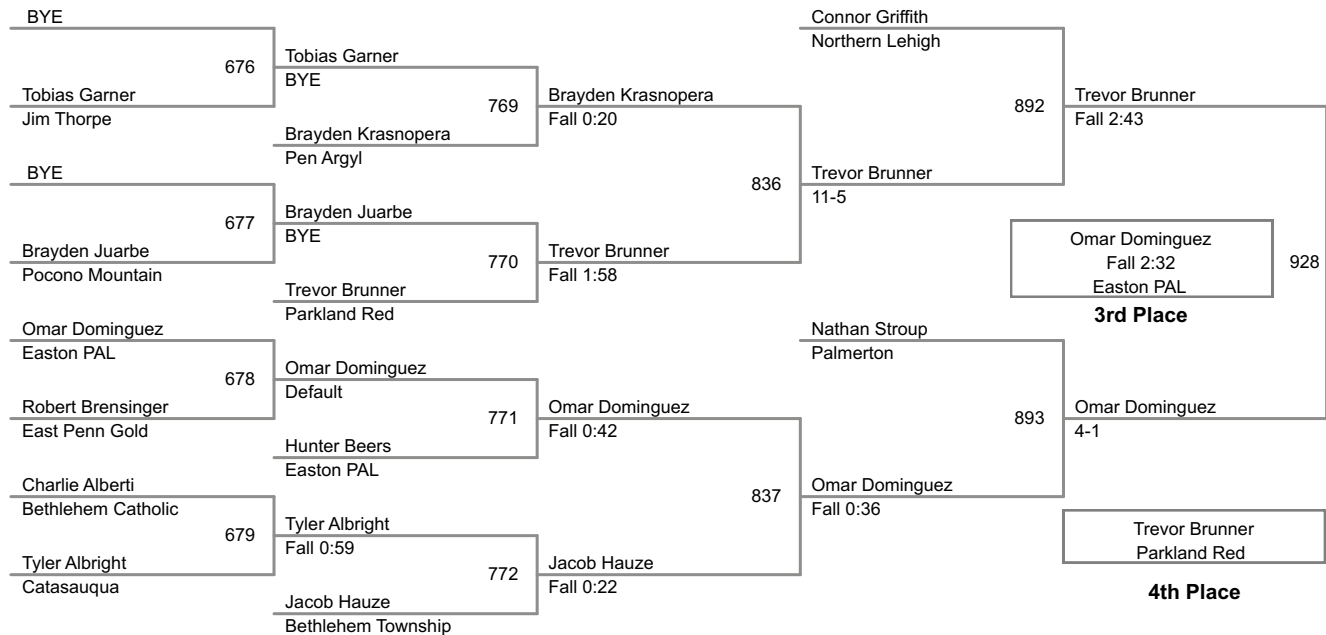 BYE
676
Tobias Garner
Jim Thorpe
BYE
677
Brayden Juarbe
Pocono Mountain
Omar Dominguez
Easton PAL
678
Robert Brensinger
East Penn Gold
Charlie Alberti
Bethlehem Catholic
679
Tyler Albright
Catasauqua
Tobias Garner
BYE
769
Brayden Krasnopera
Pen Argyl
Brayden Juarbe
BYE
770
Trevor Brunner
Parkland Red
Omar Dominguez
Default
771
Hunter Beers
Easton PAL
Tyler Albright
Fall 0:59
772
Jacob Hauze
Bethlehem Township
Brayden Krasnopera
Fall 0:20
836
Trevor Brunner
Fall 1:58
Omar Dominguez
Fall 0:42
837
Jacob Hauze
Fall 0:22
Connor Griffith
Northern Lehigh
892
Trevor Brunner
11-5
Nathan Stroup
Palmerton
893
Omar Dominguez
Fall 0:36
Trevor Brunner
Fall 2:43
Omar Dominguez
Fall 2:32
Easton PAL
928
3rd Place
Omar Dominguez
4-1
Trevor Brunner
Parkland Red
4th Place